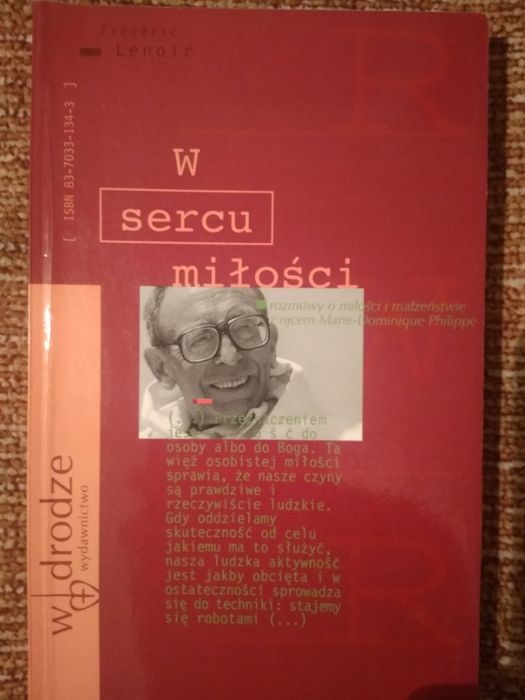 Frédéric
Lenoir
[ ISBN 83-7033-134-3 ]
W
sercu
miłości
rozmowy o miłości i małżeństwie
z ojcem Marie-Dominique Philippe
(...) Przeznaczeniem
do
osoby albo do Boga. Ta
więź osobistej miłości
sprawia, że nasze czyny
są prawdziwe i
rzeczywiście ludzkie.
Gdy oddzielamy
skuteczność od celu
jakiemu ma to służyć,
nasza ludzka aktywność
jest jakby obcięta i w
ostateczności sprowadza
się do techniki: stajemy
się robotami (...)
w drodze
wydawnictwo